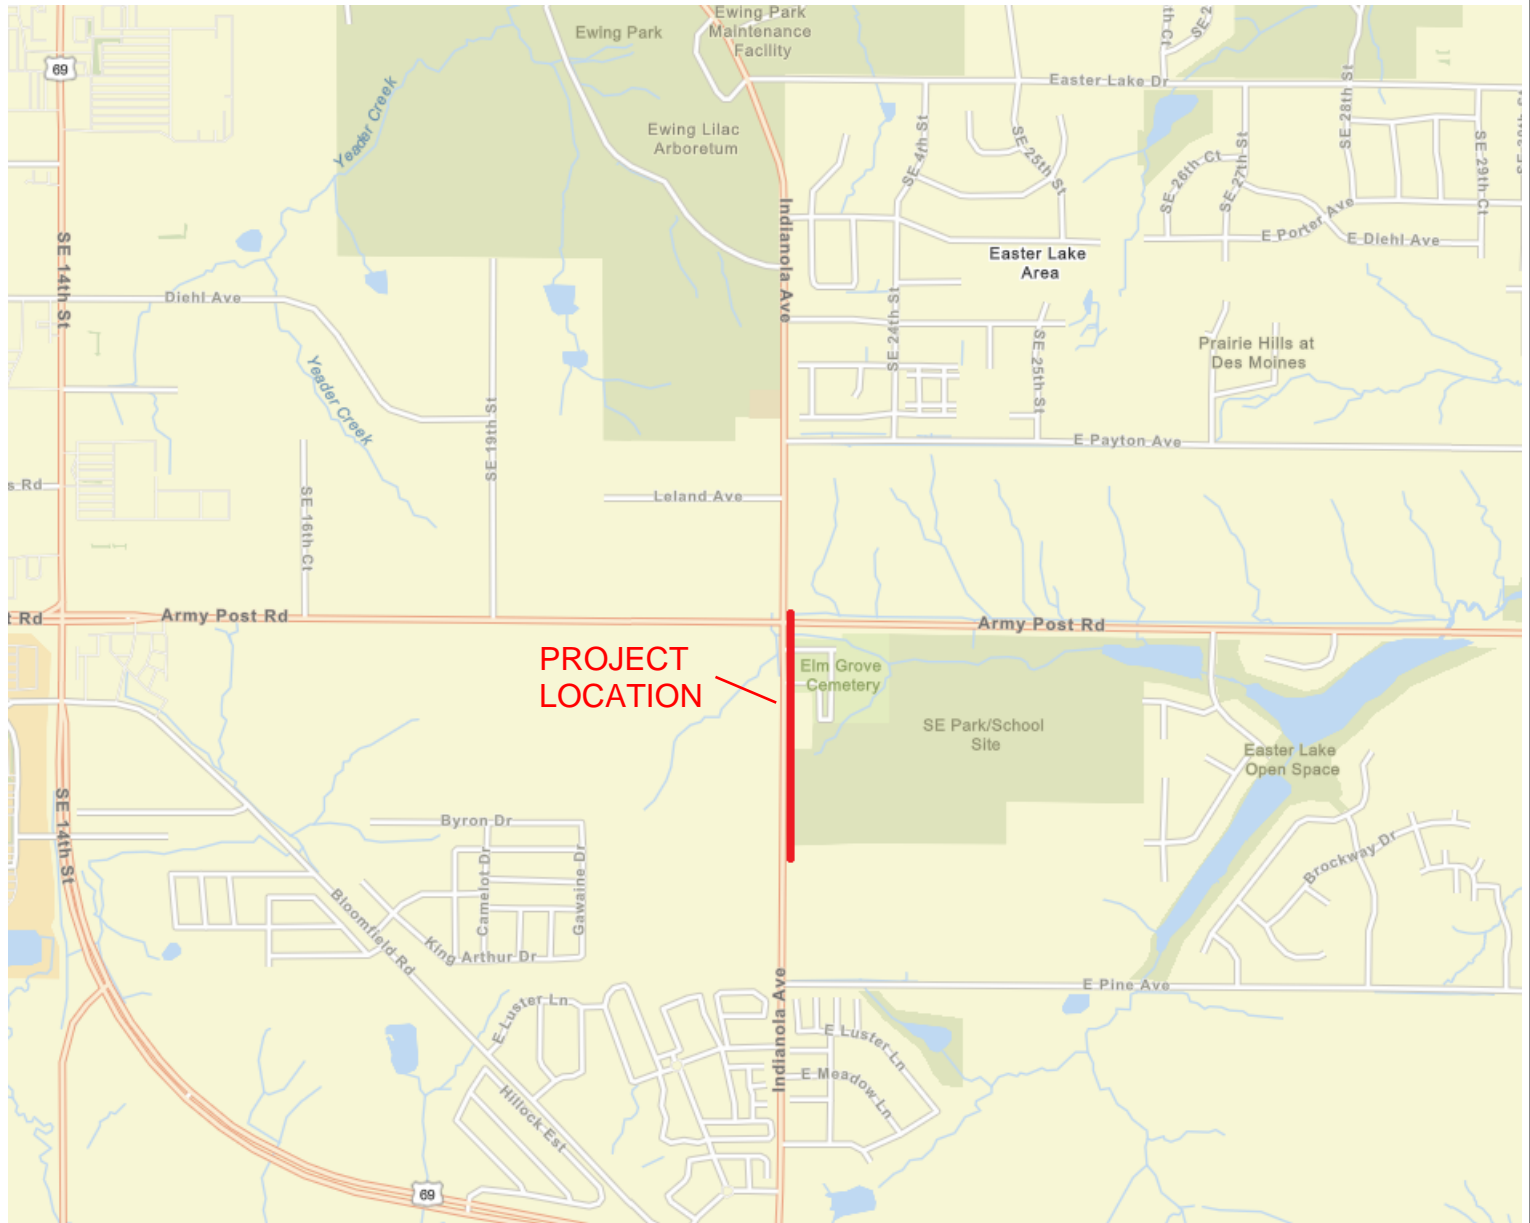 Ewing Park
Ewing Park
Maintenance
Facility
th Ct
SE 2
69
Easter Lake Dr
Yeader Creek
Ewing Lilac
Arboretum
SE 4th St
SE 25th St
SE 26th Ct
SE 27th St
SE 28th St
SE 29th Ct
SE 14th St
Indianola Ave
E Porter Ave
E Diehl Ave
Easter Lake
Area
Diehl Ave
SE 24th St
SE 25th St
Prairie Hills at
Des Moines
Yeader Creek
SE 19th St
E Payton Ave
s Rd
SE 16th Ct
Leland Ave
Rd
Army Post Rd
Army Post Rd
PROJECT
LOCATION
Elm Grove
Cemetery
SE Park/School
Site
Easter Lake
Open Space
SE 14th St
Byron Dr
Camelot Dr
Gawaine Dr
Brockway Dr
Bloomfield Rd
King Arthur Dr
Indianola Ave
E Pine Ave
E Luster Ln
E Luster Ln
E Meadow Ln
Hillock Est
69